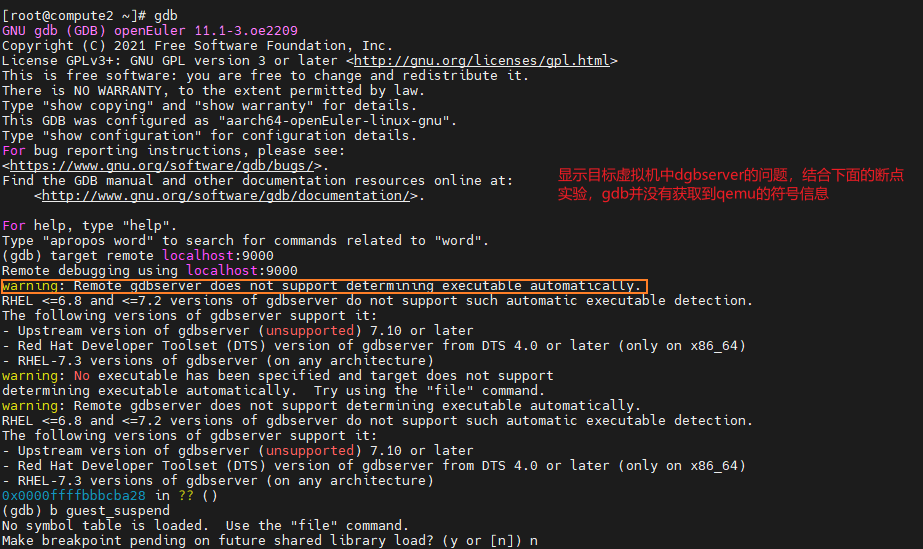 [root@compute2 ~]# gdb
GNU gdb (GDB) openEuler 11.1-3.oe2209
Copyright (C) 2021 Free Software Foundation, Inc.
License GPLv3+: GNU GPL version 3 or later <http://gnu.org/licenses/gpl.html>
This is free software: you are free to change and redistribute it.
There is NO WARRANTY, to the extent permitted by law.
Type "show copying" and "show warranty" for details.
This GDB was configured as "aarch64-openEuler-linux-gnu".
Type "show configuration" for configuration details.
For bug reporting instructions, please see:
<https://www.gnu.org/software/gdb/bugs/>.
Find the GDB manual and other documentation resources online at:
    <http://www.gnu.org/software/gdb/documentation/>.
显示目标虚拟机中dgbserver的问题，结合下面的断点
实验，gdb并没有获取到qemu的符号信息
For help, type "help".
Type "apropos word" to search for commands related to "word".
(gdb) target remote localhost:9000
Remote debugging using localhost:9000
warning: Remote gdbserver does not support determining executable automatically.
RHEL <=6.8 and <=7.2 versions of gdbserver do not support such automatic executable detection.
The following versions of gdbserver support it:
- Upstream version of gdbserver (unsupported) 7.10 or later
- Red Hat Developer Toolset (DTS) version of gdbserver from DTS 4.0 or later (only on x86_64)
- RHEL-7.3 versions of gdbserver (on any architecture)
warning: No executable has been specified and target does not support
determining executable automatically.  Try using the "file" command.
warning: Remote gdbserver does not support determining executable automatically.
RHEL <=6.8 and <=7.2 versions of gdbserver do not support such automatic executable detection.
The following versions of gdbserver support it:
- Upstream version of gdbserver (unsupported) 7.10 or later
- Red Hat Developer Toolset (DTS) version of gdbserver from DTS 4.0 or later (only on x86_64)
- RHEL-7.3 versions of gdbserver (on any architecture)
0x0000ffffbbbcba28 in ?? ()
(gdb) b guest_suspend
No symbol table is loaded.  Use the "file" command.
Make breakpoint pending on future shared library load? (y or [n]) n